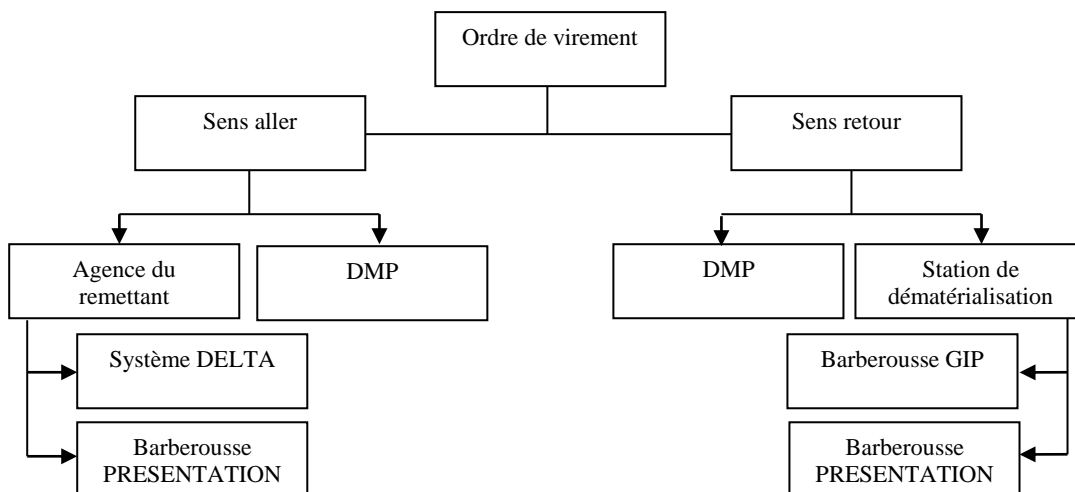 Ordre de virement
Sens aller
Sens retour
Agence du
remettant
DMP
DMP
Station de
dématérialisation
Système DELTA
Barberousse GIP
Barberousse
PRESENTATION
Barberousse
PRESENTATION